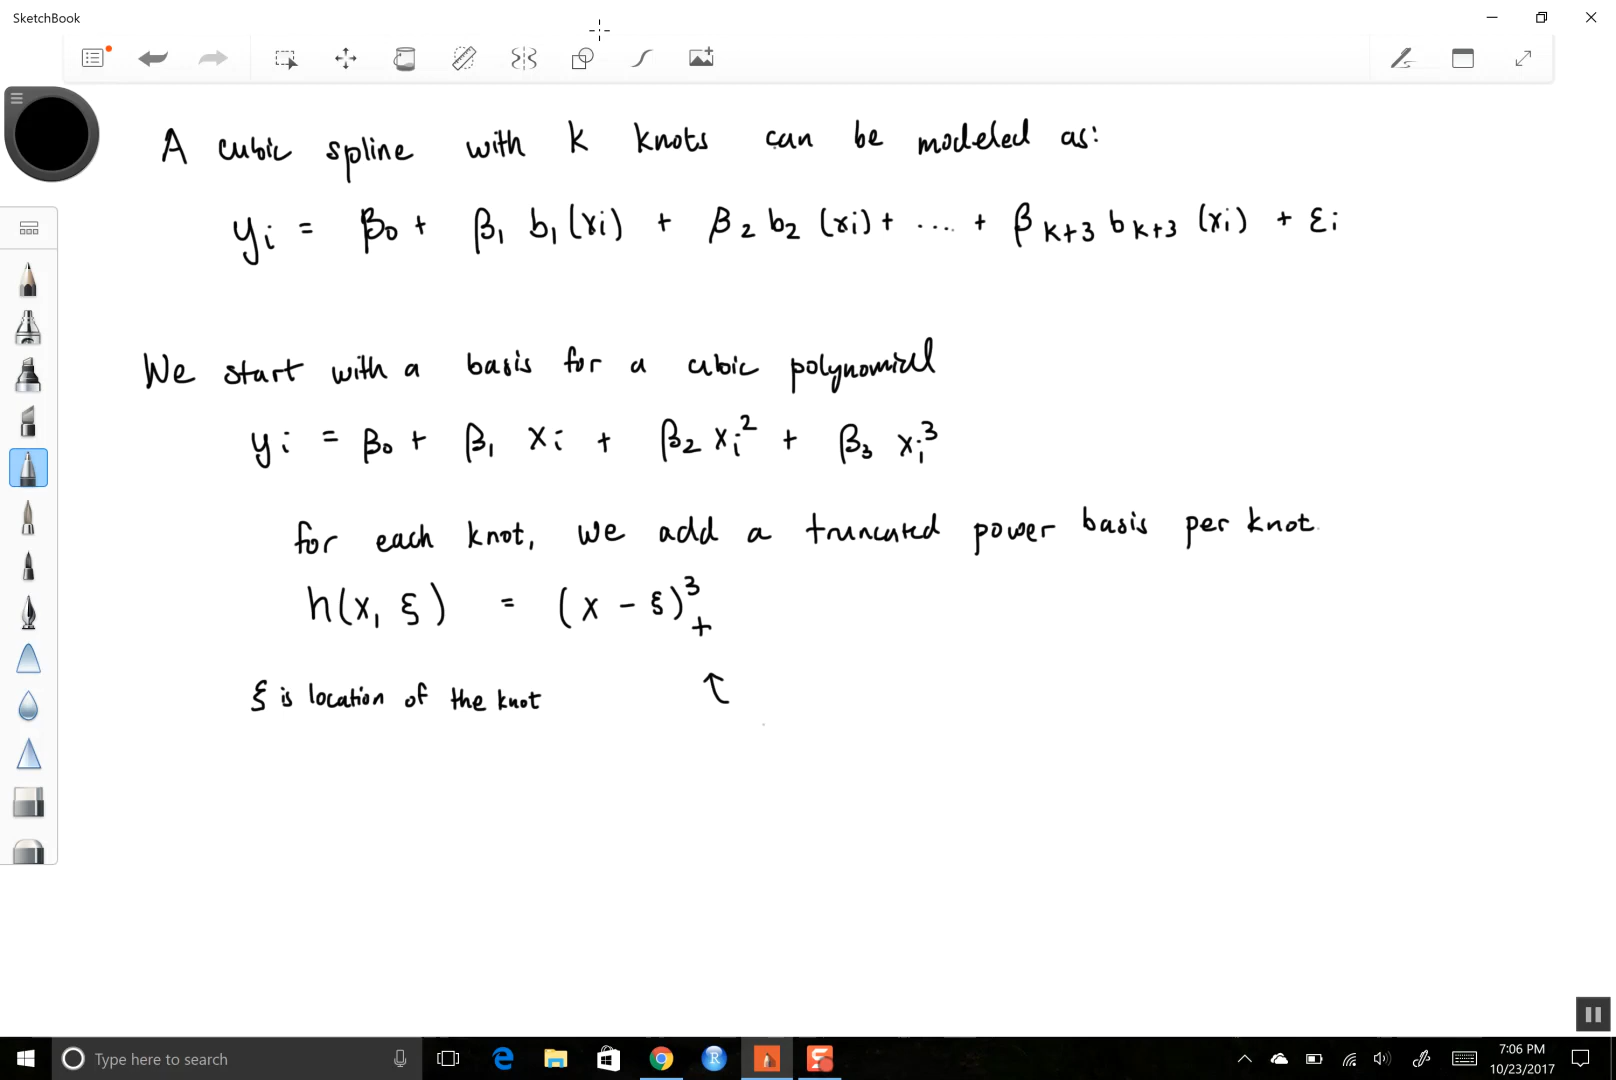 SketchBook
A cubic spline with K knots can be modeled as:
yi = β0 + β1 b1(xi) + β2 b2 (xi) + .... + βK+3 bK+3 (xi) + εi
We start with a basis for a cubic polynomial
yi = β0 + β1 xi + β2 xi² + β3 xi³
for each knot, we add a truncated power basis per knot.
h(x, ξ) = (x - ξ)³₊
ξ is location of the knot
Type here to search
7:06 PM
10/23/2017